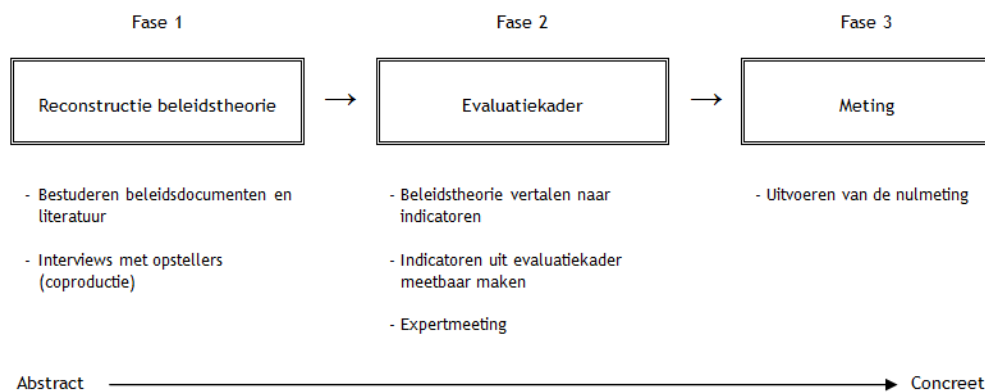 Fase 1
Fase 2
Fase 3
Reconstructie beleidstheorie
→
Evaluatiekader
→
Meting
- Bestuderen beleidsdocumenten en
literatuur
- Interviews met opstellers
(coproductie)
- Beleidstheorie vertalen naar
indicatoren
- Indicatoren uit evaluatiekader
meetbaar maken
- Expertmeeting
- Uitvoeren van de nulmeting
Abstract
Concreet